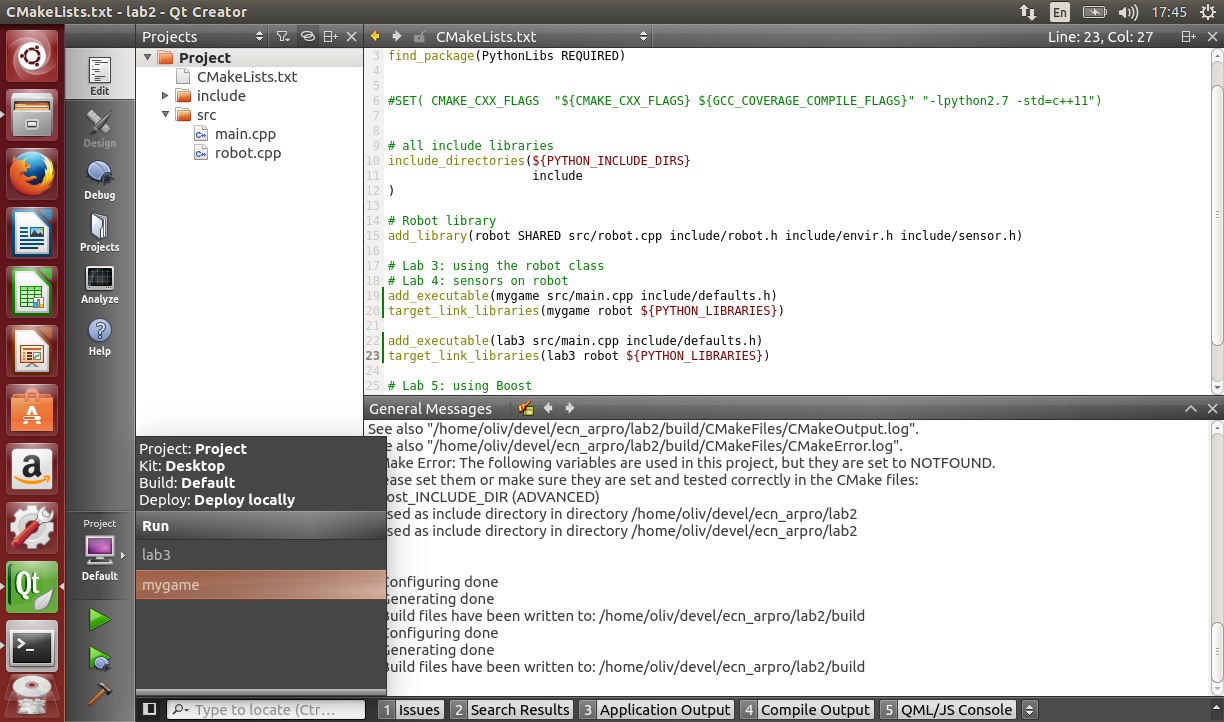 CMakeLists.txt - lab2 - Qt Creator
En
17:45
Projects
CMakeLists.txt
Line: 23, Col: 27
Edit
Design
Debug
Projects
Analyze
Help
Project
CMakeLists.txt
include
src
main.cpp
robot.cpp
3 find_package(PythonLibs REQUIRED)
4
5
6 #SET( CMAKE_CXX_FLAGS "${CMAKE_CXX_FLAGS} ${GCC_COVERAGE_COMPILE_FLAGS}" "-lpython2.7 -std=c++11")
7
8
9 # all include libraries
10 include_directories(${PYTHON_INCLUDE_DIRS}
11 include
12 )
13
14 # Robot library
15 add_library(robot SHARED src/robot.cpp include/robot.h include/envir.h include/sensor.h)
16
17 # Lab 3: using the robot class
18 # Lab 4: sensors on robot
19 add_executable(mygame src/main.cpp include/defaults.h)
20 target_link_libraries(mygame robot ${PYTHON_LIBRARIES})
21
22 add_executable(lab3 src/main.cpp include/defaults.h)
23 target_link_libraries(lab3 robot ${PYTHON_LIBRARIES})
24
25 # Lab 5: using Boost
General Messages
See also "/home/oliv/devel/ecn_arpro/lab2/build/CMakeFiles/CMakeOutput.log".
e also "/home/oliv/devel/ecn_arpro/lab2/build/CMakeFiles/CMakeError.log".
Make Error: The following variables are used in this project, but they are set to NOTFOUND.
ease set them or make sure they are set and tested correctly in the CMake files:
ost_INCLUDE_DIR (ADVANCED)
sed as include directory in directory /home/oliv/devel/ecn_arpro/lab2
sed as include directory in directory /home/oliv/devel/ecn_arpro/lab2
Configuring done
Generating done
Build files have been written to: /home/oliv/devel/ecn_arpro/lab2/build
Configuring done
Generating done
Build files have been written to: /home/oliv/devel/ecn_arpro/lab2/build
Project: Project
Kit: Desktop
Build: Default
Deploy: Deploy locally
Run
lab3
mygame
Project
Default
Type to locate (Ctr...
1 Issues
2 Search Results
3 Application Output
4 Compile Output
5 QML/JS Console